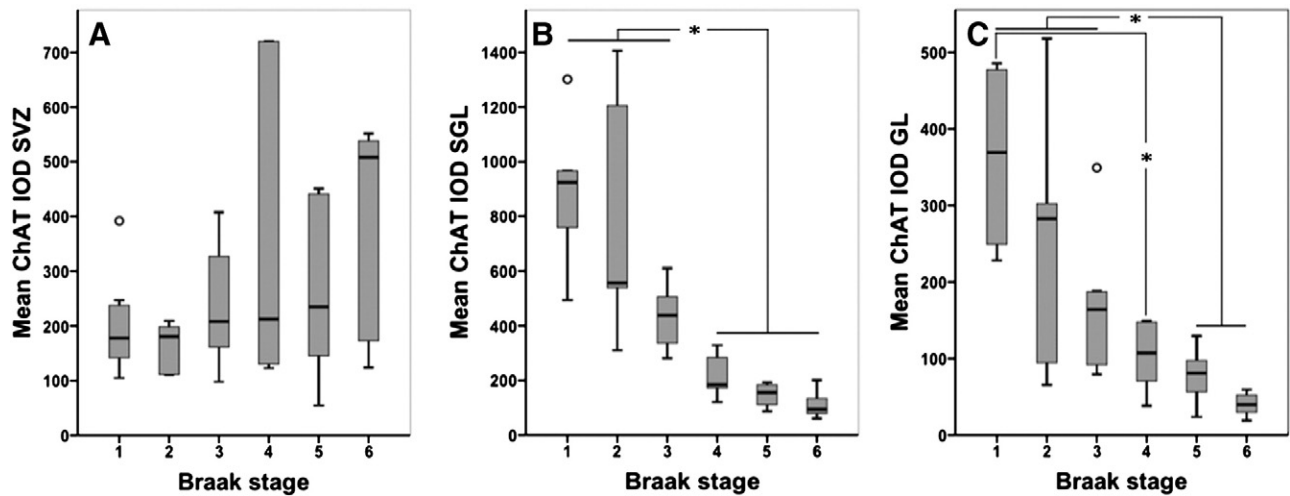 A
Mean ChAT IOD SVZ
700
600
500
400
300
200
100
0
1 2 3 4 5 6
Braak stage
B
*
Mean ChAT IOD SGL
1400
1200
1000
800
600
400
200
0
1 2 3 4 5 6
Braak stage
C
*
*
Mean ChAT IOD GL
500
400
300
200
100
0
1 2 3 4 5 6
Braak stage